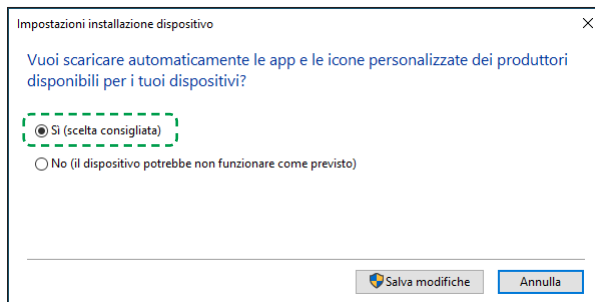 Impostazioni installazione dispositivo
Vuoi scaricare automaticamente le app e le icone personalizzate dei produttori
disponibili per i tuoi dispositivi?
Sì (scelta consigliata)
No (il dispositivo potrebbe non funzionare come previsto)
Salva modifiche
Annulla